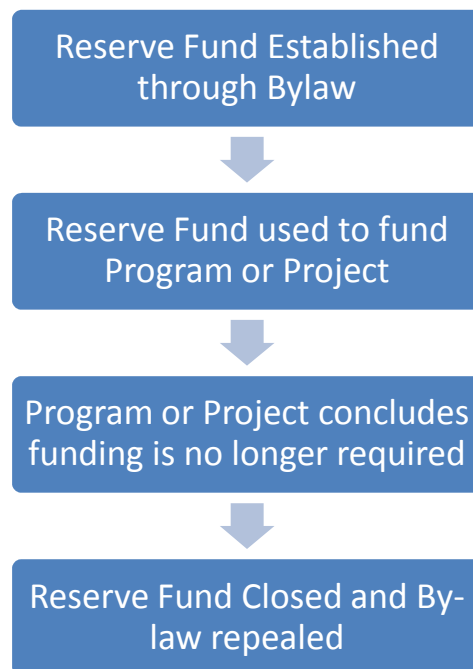 Reserve Fund Established
through Bylaw
Reserve Fund used to fund
Program or Project
Program or Project concludes
funding is no longer required
Reserve Fund Closed and By-
law repealed